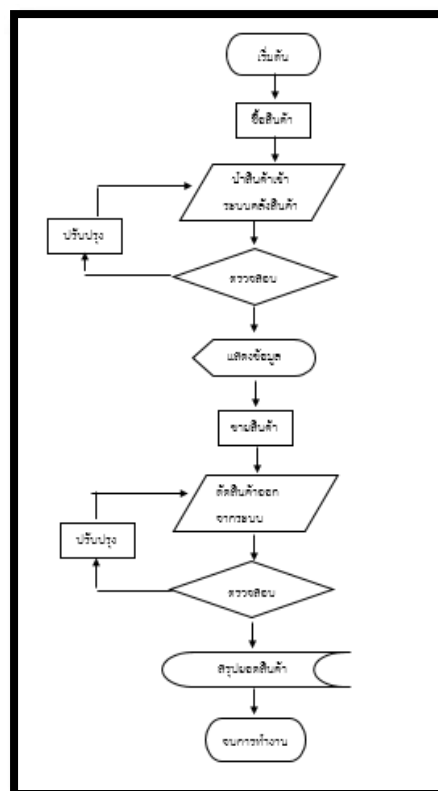 เริ่มต้น
ซื้อสินค้า
นำสินค้าเข้า
ระบบคลังสินค้า
ปรับปรุง
ตรวจสอบ
แสดงข้อมูล
ขายสินค้า
ตัดสินค้าออก
จากระบบ
ปรับปรุง
ตรวจสอบ
สรุปยอดสินค้า
จบการทำงาน